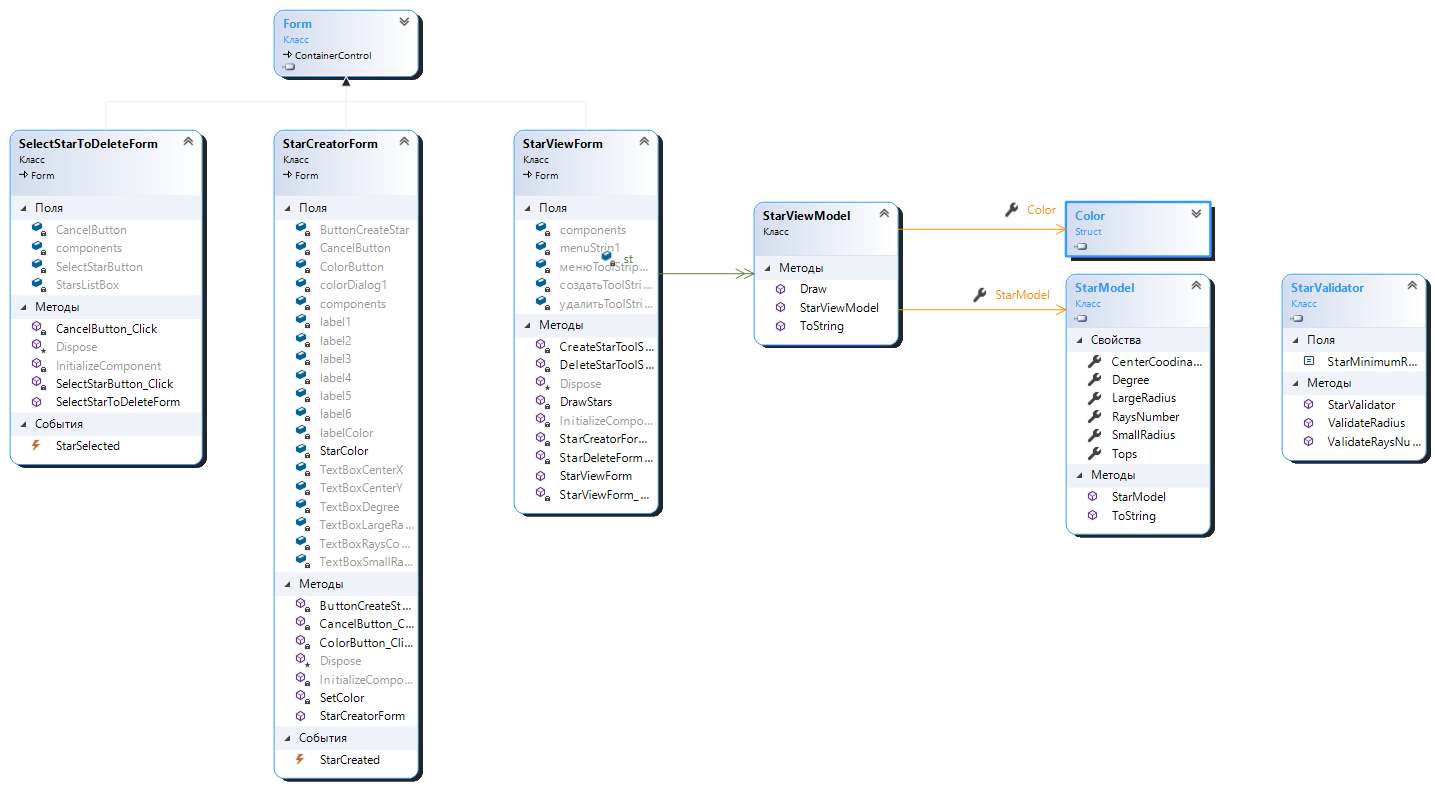 Form
Класс
ContainerControl
SelectStarToDeleteForm
Класс
Form
Поля
CancelButton
components
SelectStarButton
StarsListBox
Методы
CancelButton_Click
Dispose
InitializeComponent
SelectStarButton_Click
SelectStarToDeleteForm
События
StarSelected
StarCreatorForm
Класс
Form
Поля
ButtonCreateStar
CancelButton
ColorButton
colorDialog1
components
label1
label2
label3
label4
label5
label6
labelColor
StarColor
TextBoxCenterX
TextBoxCenterY
TextBoxDegree
TextBoxLargeRa...
TextBoxRaysCo...
TextBoxSmallRa...
Методы
ButtonCreateSt...
CancelButton_C...
ColorButton_Cli...
Dispose
InitializeCompo...
SetColor
StarCreatorForm
События
StarCreated
StarViewForm
Класс
Form
Поля
components
menuStrip1
менюToolStrip...
создатьToolStri...
удалитьToolStri...
Методы
CreateStarToolS...
DeleteStarToolS...
Dispose
DrawStars
InitializeCompo...
StarCreatorFor...
StarDeleteForm...
StarViewForm
StarViewForm_...
st
StarViewModel
Класс
Методы
Draw
StarViewModel
ToString
Color
StarModel
Color
Struct
StarModel
Класс
Свойства
CenterCoodina...
Degree
LargeRadius
RaysNumber
SmallRadius
Tops
Методы
StarModel
ToString
StarValidator
Класс
Поля
StarMinimumR...
Методы
StarValidator
ValidateRadius
ValidateRaysNu...